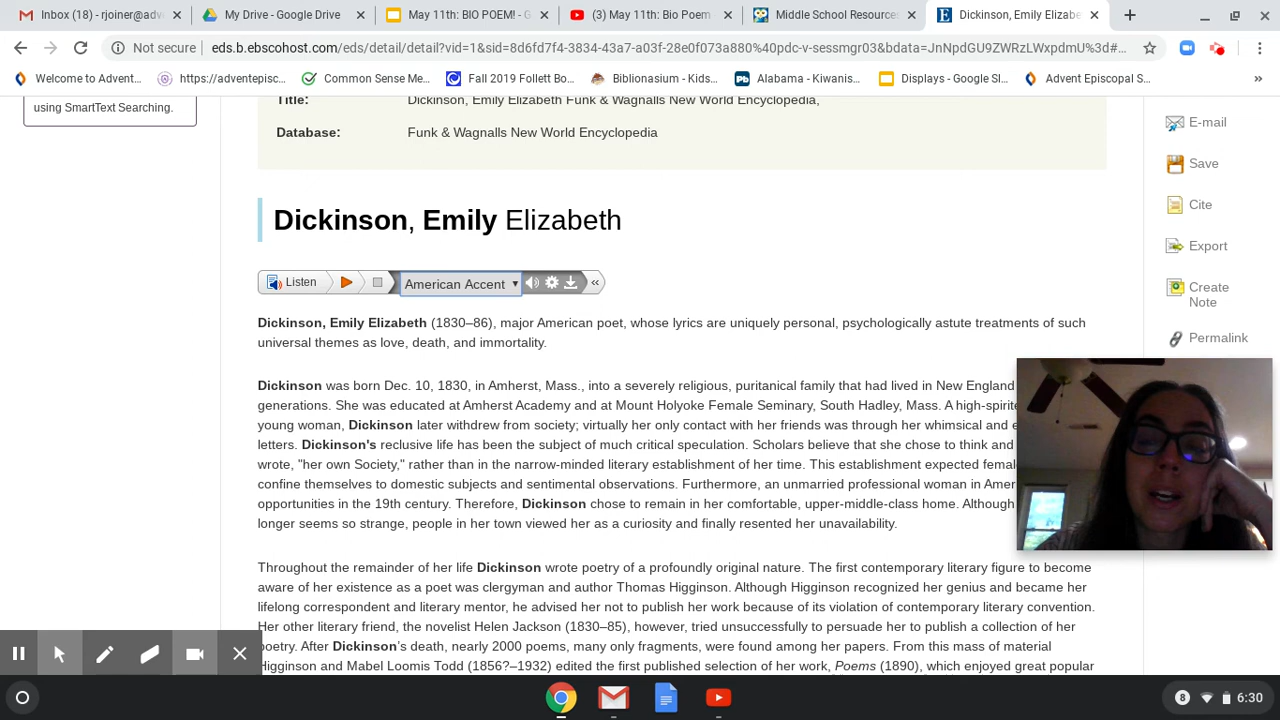 Inbox (18) - rjoiner@adv
My Drive - Google Drive
May 11th: BIO POEM! - G
(3) May 11th: Bio Poem
Middle School Resources
Dickinson, Emily Elizabe
Not secure
eds.b.ebscohost.com/eds/detail/detail?vid=1&sid=8d6fd7f4-3834-43a7-a03f-28e0f073a880%40pdc-v-sessmgr03&bdata=JnNpdGU9ZWRzLWxpdmU%3d#…
Welcome to Advent…
https://adventepisc…
Common Sense Me…
Fall 2019 Follett Bo…
Biblionasium - Kids…
Alabama - Kiwanis…
Displays - Google Sl…
Advent Episcopal S…
»
using SmartText Searching.
Title: Dickinson, Emily Elizabeth Funk & Wagnalls New World Encyclopedia,
Database: Funk & Wagnalls New World Encyclopedia
E-mail
Save
Cite
Export
Create
Note
Permalink
Dickinson, Emily Elizabeth
Listen
American Accent
«
Dickinson, Emily Elizabeth (1830–86), major American poet, whose lyrics are uniquely personal, psychologically astute treatments of such
universal themes as love, death, and immortality.
Dickinson was born Dec. 10, 1830, in Amherst, Mass., into a severely religious, puritanical family that had lived in New England
generations. She was educated at Amherst Academy and at Mount Holyoke Female Seminary, South Hadley, Mass. A high-spirite
young woman, Dickinson later withdrew from society; virtually her only contact with her friends was through her whimsical and e
letters. Dickinson's reclusive life has been the subject of much critical speculation. Scholars believe that she chose to think and
wrote, "her own Society," rather than in the narrow-minded literary establishment of her time. This establishment expected femal
confine themselves to domestic subjects and sentimental observations. Furthermore, an unmarried professional woman in Amer
opportunities in the 19th century. Therefore, Dickinson chose to remain in her comfortable, upper-middle-class home. Although
longer seems so strange, people in her town viewed her as a curiosity and finally resented her unavailability.
Throughout the remainder of her life Dickinson wrote poetry of a profoundly original nature. The first contemporary literary figure to become
aware of her existence as a poet was clergyman and author Thomas Higginson. Although Higginson recognized her genius and became her
lifelong correspondent and literary mentor, he advised her not to publish her work because of its violation of contemporary literary convention.
Her other literary friend, the novelist Helen Jackson (1830–85), however, tried unsuccessfully to persuade her to publish a collection of her
poetry. After Dickinson's death, nearly 2000 poems, many only fragments, were found among her papers. From this mass of material
Higginson and Mabel Loomis Todd (1856?–1932) edited the first published selection of her work, Poems (1890), which enjoyed great popular
8
6:30